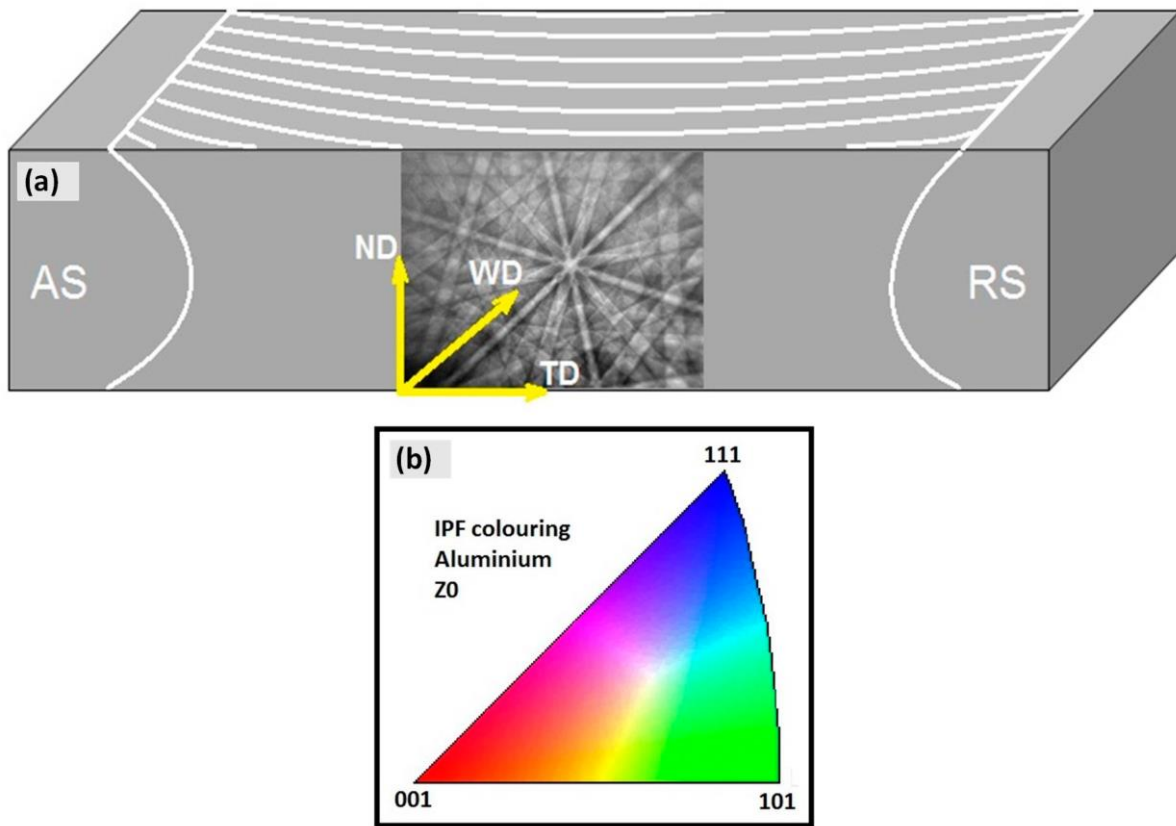 (a)
ND
WD
AS
RS
TD
(b)
111
IPF colouring
Aluminium
Z0
001
101